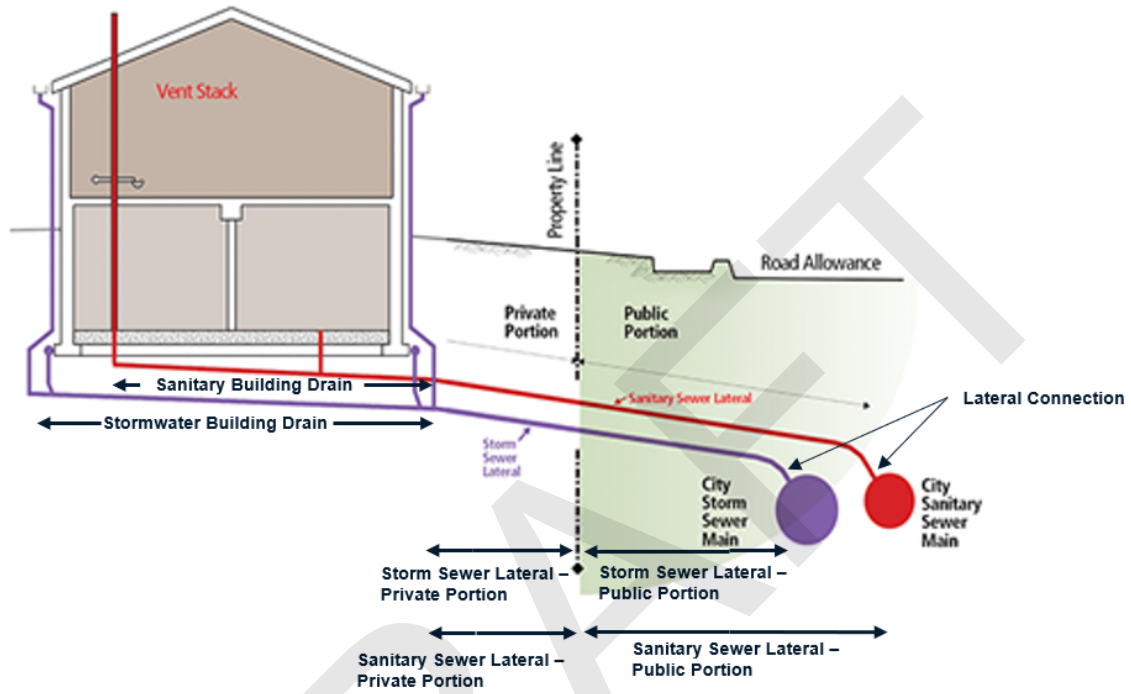 Vent Stack
Property Line
Road Allowance
Private
Portion
Public
Portion
Sanitary Building Drain
Sanitary Sewer Lateral
Lateral Connection
Stormwater Building Drain
Storm
Sewer
Lateral
City
Storm
Sewer
Main
City
Sanitary
Sewer
Main
Storm Sewer Lateral –
Private Portion
Storm Sewer Lateral –
Public Portion
Sanitary Sewer Lateral –
Private Portion
Sanitary Sewer Lateral –
Public Portion
DRAFT